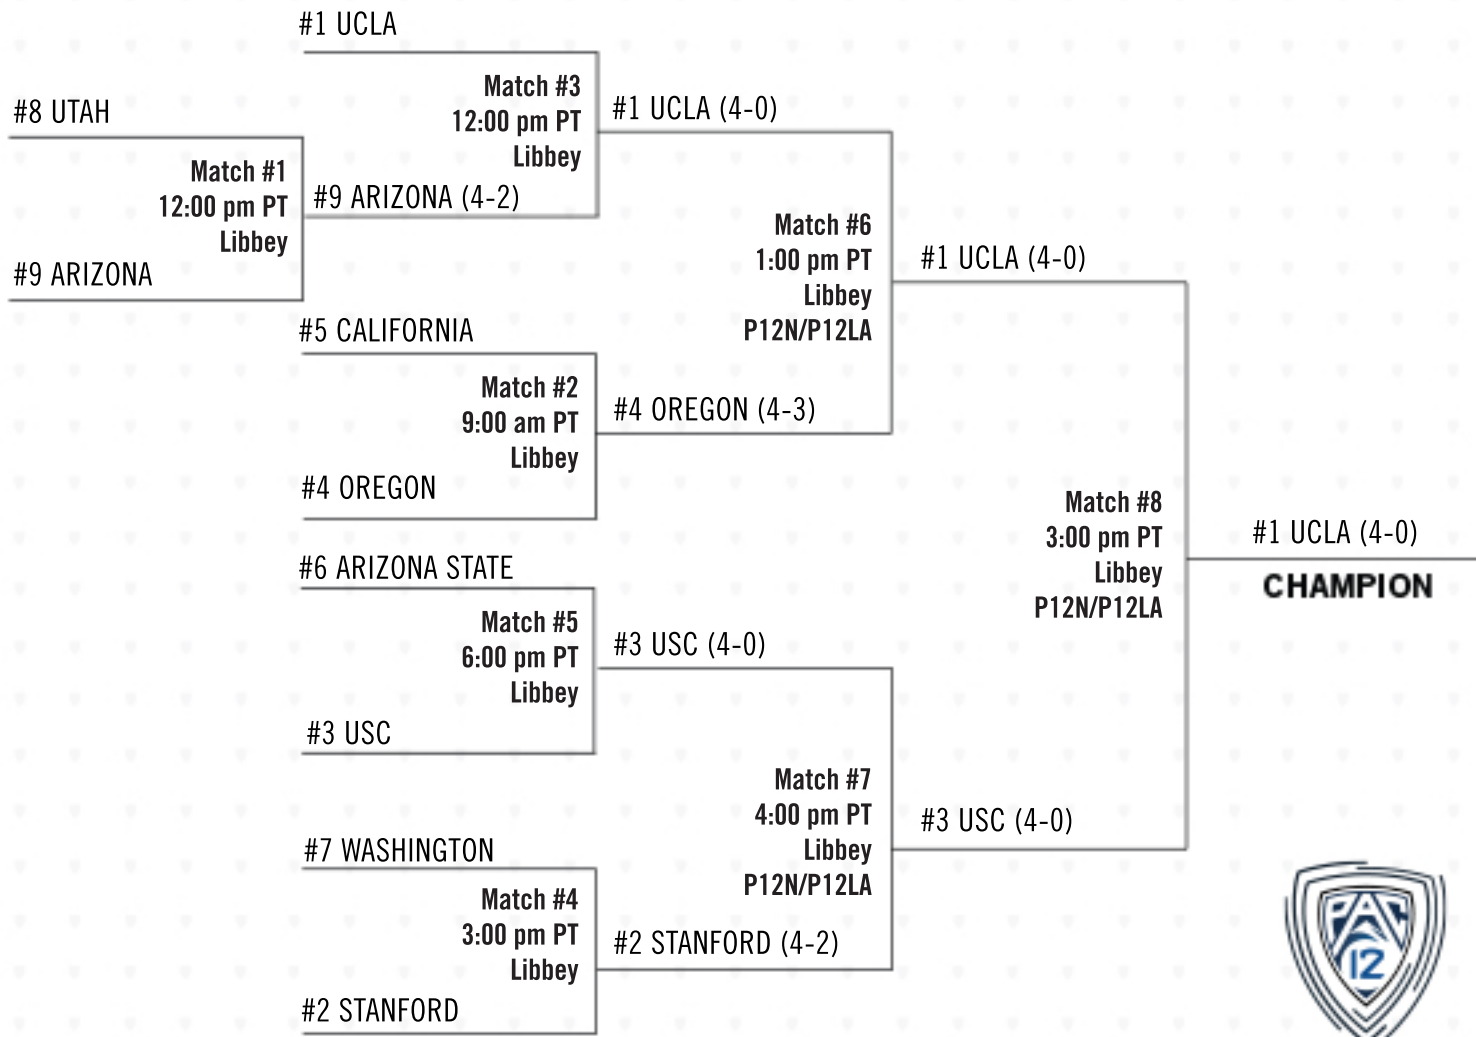 #1 UCLA
Match #3
12:00 pm PT
Libbey
#8 UTAH
Match #1
12:00 pm PT
Libbey
#9 ARIZONA
#1 UCLA (4-0)
#9 ARIZONA (4-2)
Match #6
1:00 pm PT
Libbey
P12N/P12LA
#1 UCLA (4-0)
#5 CALIFORNIA
Match #2
9:00 am PT
Libbey
#4 OREGON
#4 OREGON (4-3)
Match #8
3:00 pm PT
Libbey
P12N/P12LA
#1 UCLA (4-0)
CHAMPION
#6 ARIZONA STATE
Match #5
6:00 pm PT
Libbey
#3 USC
#3 USC (4-0)
Match #7
4:00 pm PT
Libbey
P12N/P12LA
#3 USC (4-0)
#7 WASHINGTON
Match #4
3:00 pm PT
Libbey
#2 STANFORD
#2 STANFORD (4-2)
PAC
12